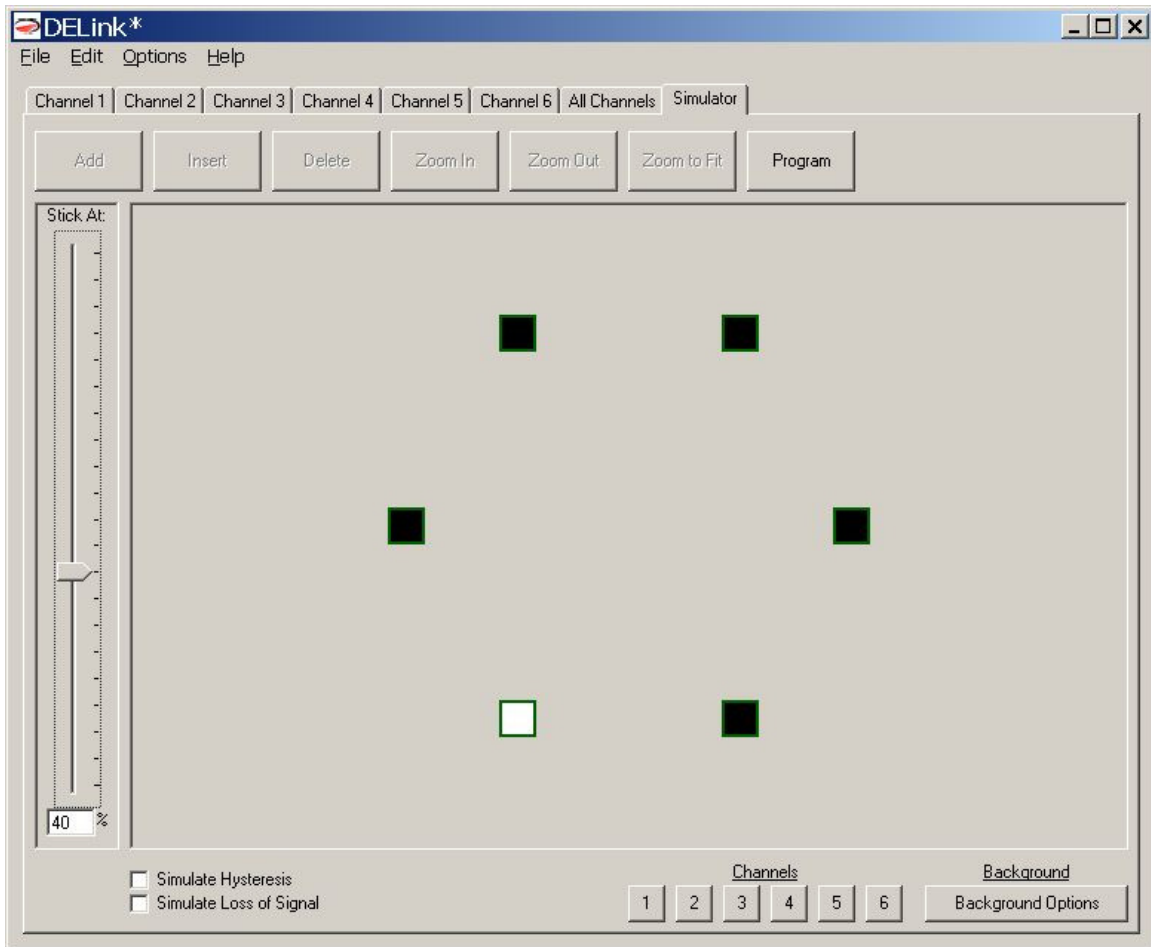 DELink*
File Edit Options Help
Channel 1 Channel 2 Channel 3 Channel 4 Channel 5 Channel 6 All Channels Simulator
Add Insert Delete Zoom In Zoom Out Zoom to Fit Program
Stick At:
40 %
Simulate Hysteresis
Simulate Loss of Signal
Channels
1 2 3 4 5 6
Background
Background Options